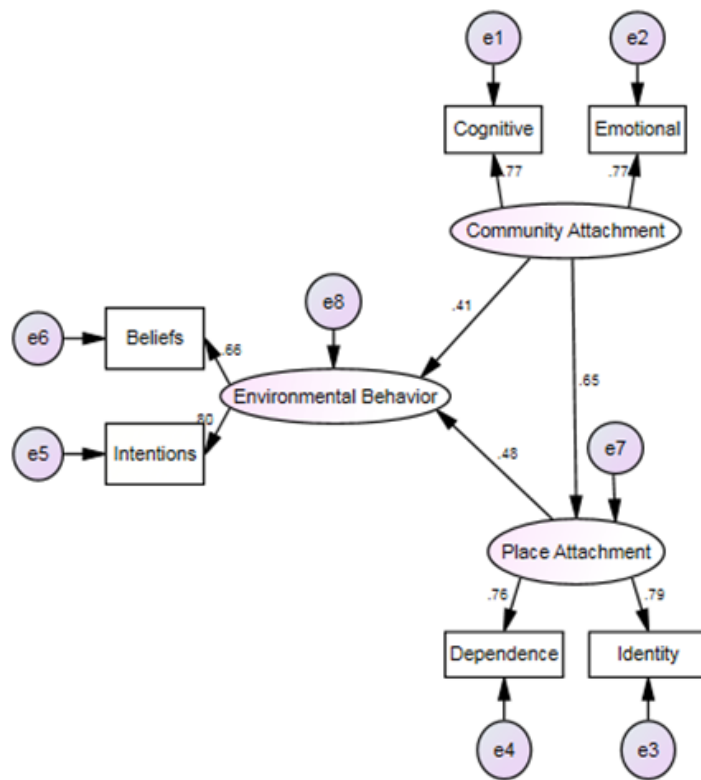 e1
e2
Cognitive
Emotional
.77
.77
Community Attachment
e8
.41
e6
Beliefs
.66
.65
Environmental Behavior
.80
e5
Intentions
.48
e7
Place Attachment
.76
.79
Dependence
Identity
e4
e3